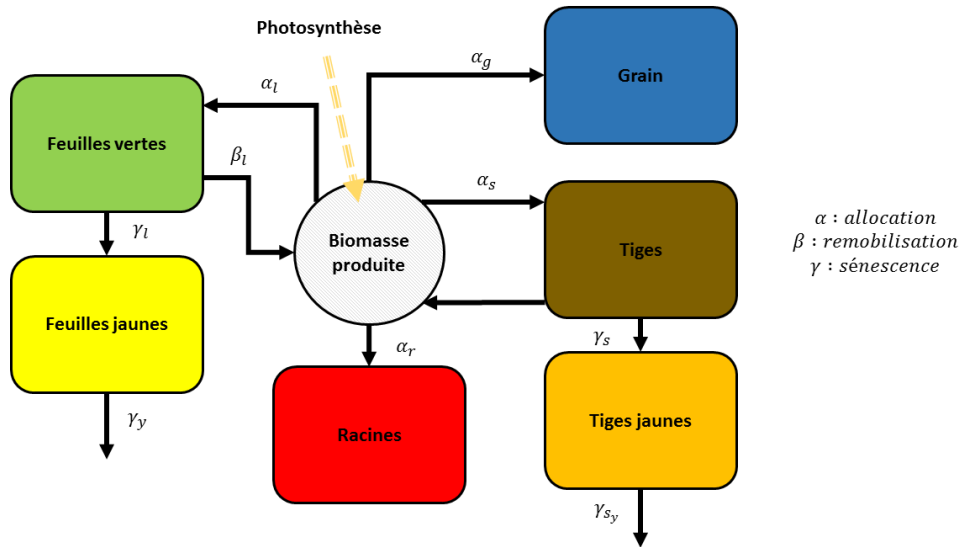 Photosynthèse
α_g
Grain
α_l
Feuilles vertes
β_l
α_s
γ_l
Biomasse
produite
Tiges
α : allocation
β : remobilisation
γ : sénescence
Feuilles jaunes
α_r
γ_s
γ_y
Racines
Tiges jaunes
γ_{s_y}